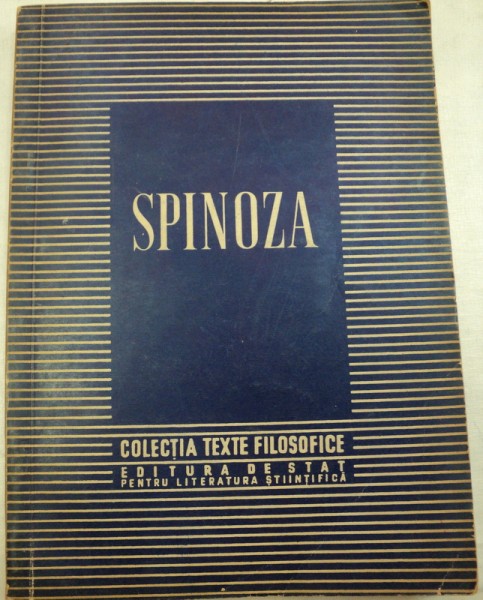 SPINOZA
COLECȚIA TEXTE FILOSOFICE
EDITURA DE STAT
PENTRU LITERATURA ȘTIINȚIFICĂ